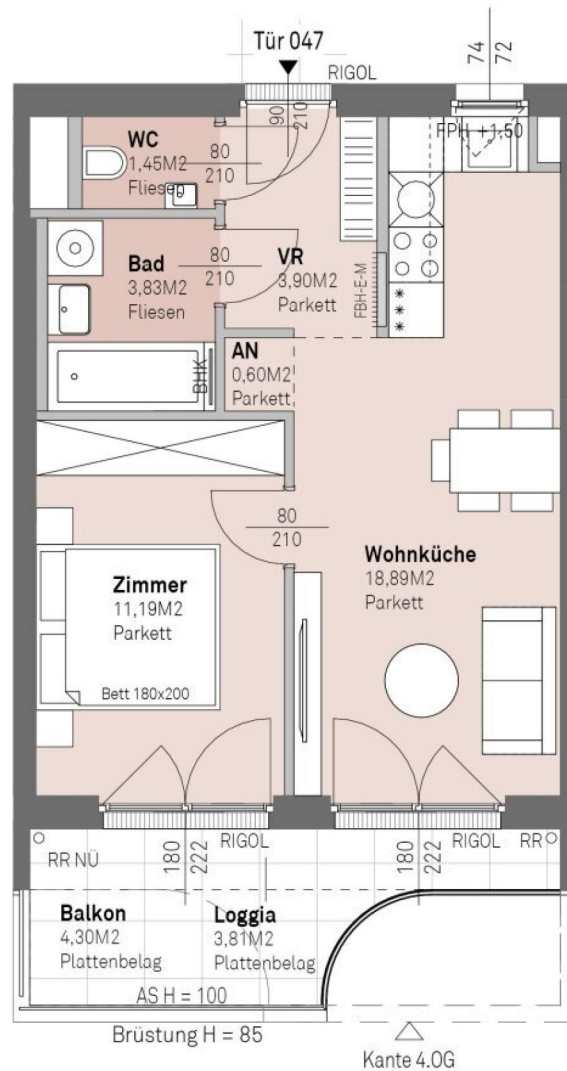 Tür 047
74
72
RIGOL
90
210
FPH +1,50
WC
1,45M2
Fliesen
80
210
Bad
3,83M2
Fliesen
80
210
VR
3,90M2
Parkett
FBH-E-M
AN
0,60M2
Parkett
BHK
80
210
Wohnküche
18,89M2
Parkett
Zimmer
11,19M2
Parkett
Bett 180x200
180
222
RIGOL
180
222
RIGOL
RR
RR NÜ
Balkon
4,30M2
Plattenbelag
Loggia
3,81M2
Plattenbelag
AS H = 100
Brüstung H = 85
Kante 4.OG